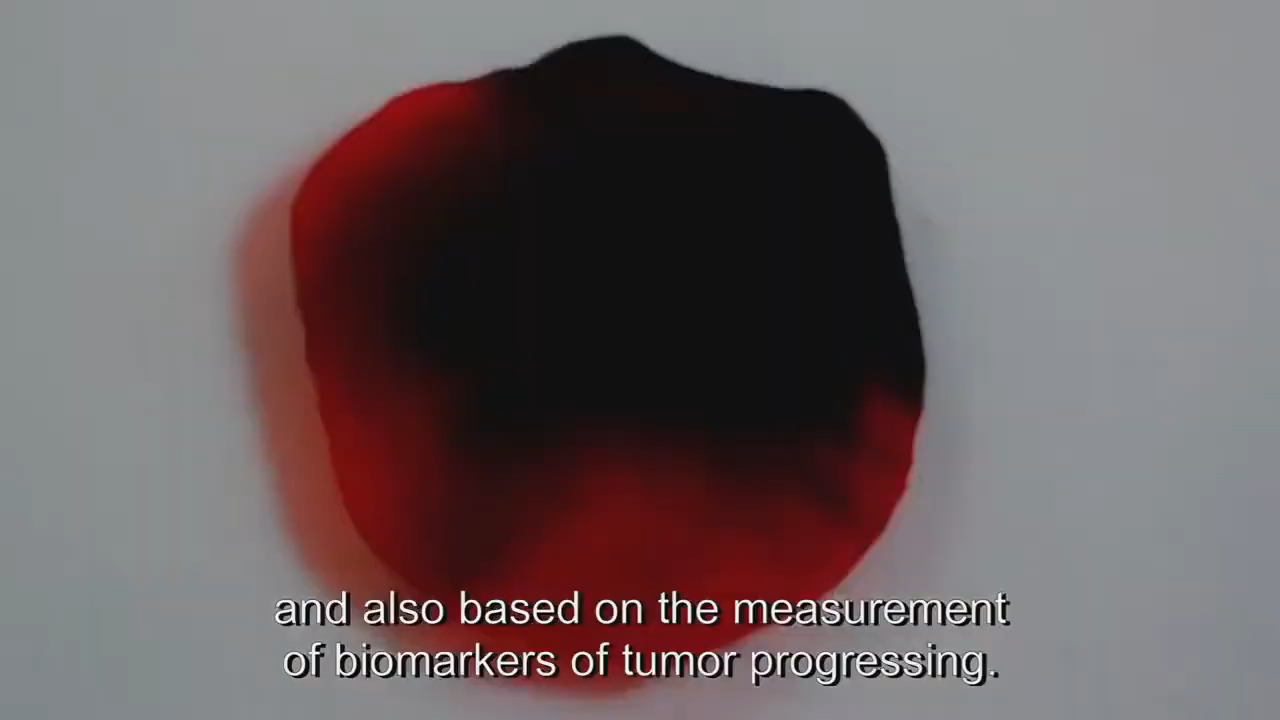 and also based on the measurement
of biomarkers of tumor progressing.